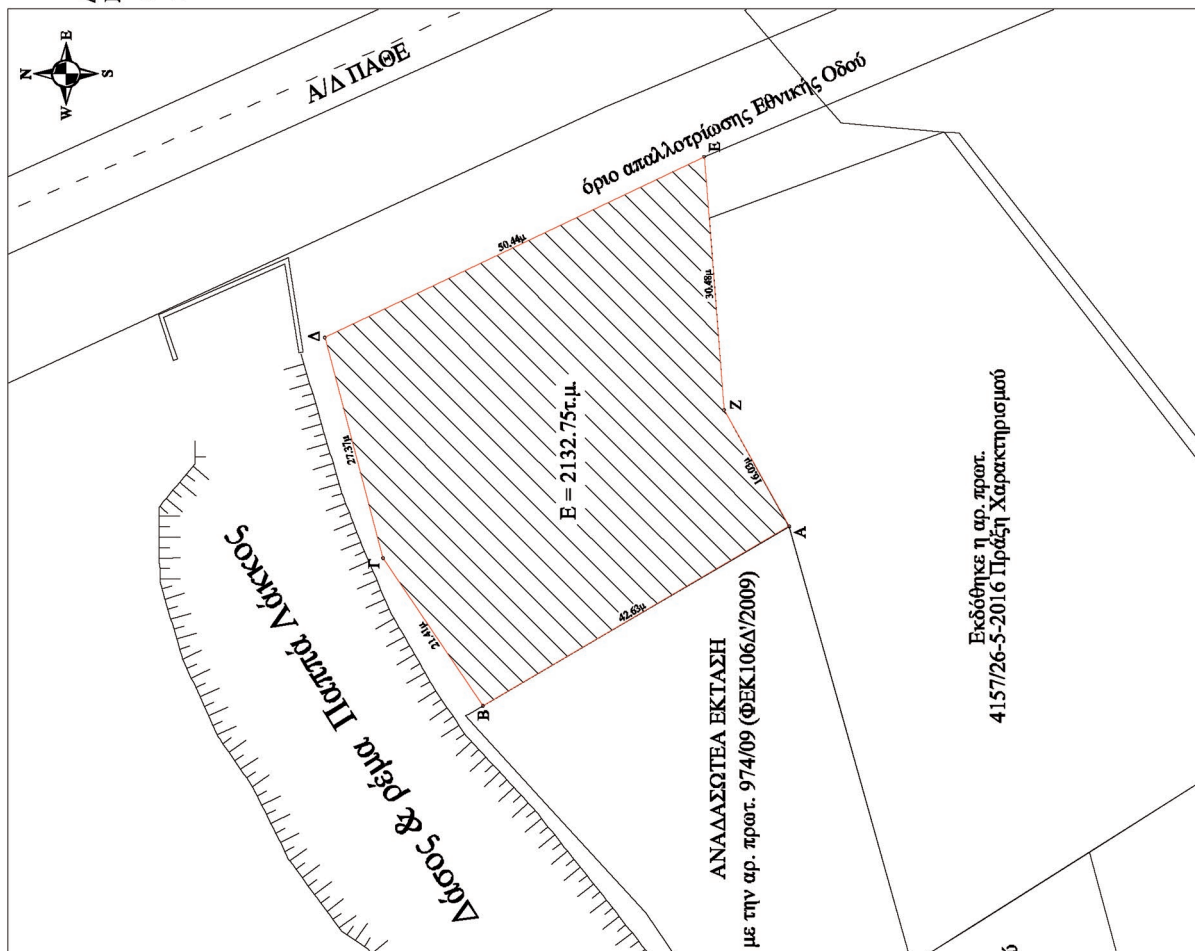 N
W
E
S
Α/Δ ΠΑΘΕ
όριο απαλλοτρίωσης Εθνικής Οδού
Δάσος & ρέμα Παππά Λάκκος
Δ
50.44μ
Ε
27.37μ
Γ
21.41μ
Β
Ε = 2132.75τ.μ.
30.48μ
Ζ
16.03μ
Α
42.63μ
ΑΝΑΔΑΣΩΤΕΑ ΕΚΤΑΣΗ
με την αρ. πρωτ. 974/09 (ΦΕΚ106Δ'/2009)
Εκδόθηκε η αρ. πρωτ.
4157/26-5-2016 Πράξη Χαρακτηρισμού